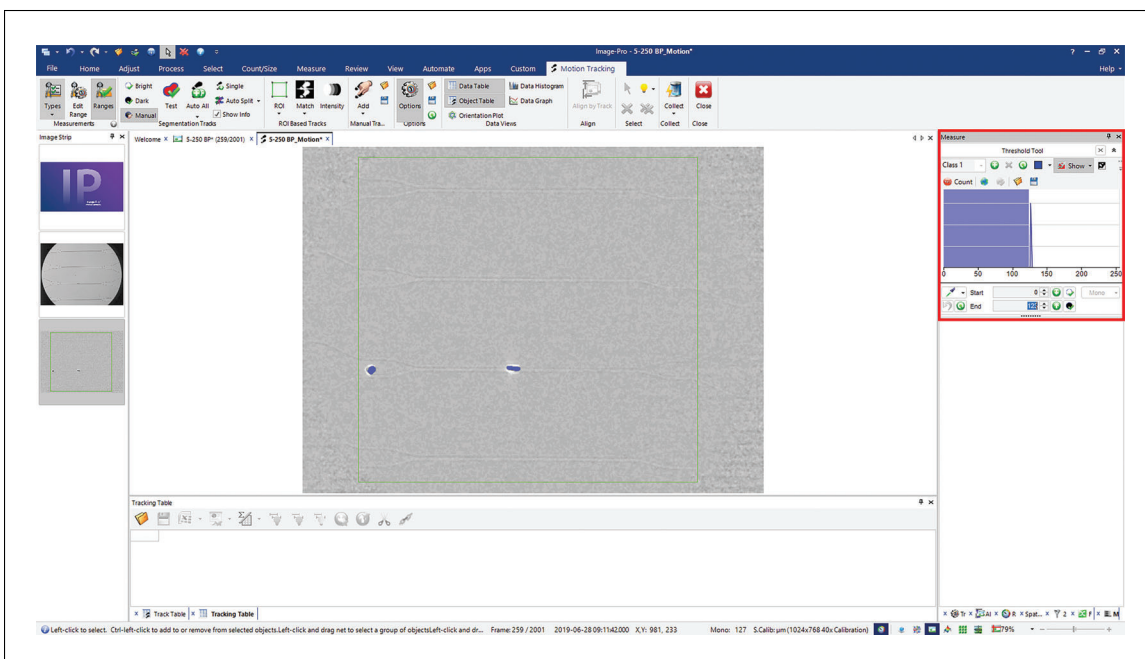 Image-Pro - 5-250 BP_Motion*
File Home Adjust Process Select Count/Size Measure Review View Automate Apps Custom Motion Tracking Help
Types Edit Range Ranges
Measurements
Bright
Dark
Manual
Test Auto All
Single
Auto Split
Show Info
Segmentation Tracks
ROI Match Intensity
ROI Based Tracks
Add
Manual Tra...
Options
Options
Data Table Data Histogram
Object Table Data Graph
Orientation Plot
Data Views
Align by Track
Align
Select
Collect
Collect
Close
Close
Image Strip
Welcome 5-250 BP* (259/2001) 5-250 BP_Motion*
IP
Measure
Threshold Tool
Class 1 Show
Count
0 50 100 150 200 250
Start 0 Mono
End
Tracking Table
Track Table Tracking Table
Left-click to select. Ctrl-left-click to add to or remove from selected objects.Left-click and drag net to select a group of objectsLeft-click and dr... Frame: 259 / 2001 2019-06-28 09:11:42.000 X,Y: 981, 233 Mono: 127 S.Calib: µm (1024x768 40x Calibration) 79%